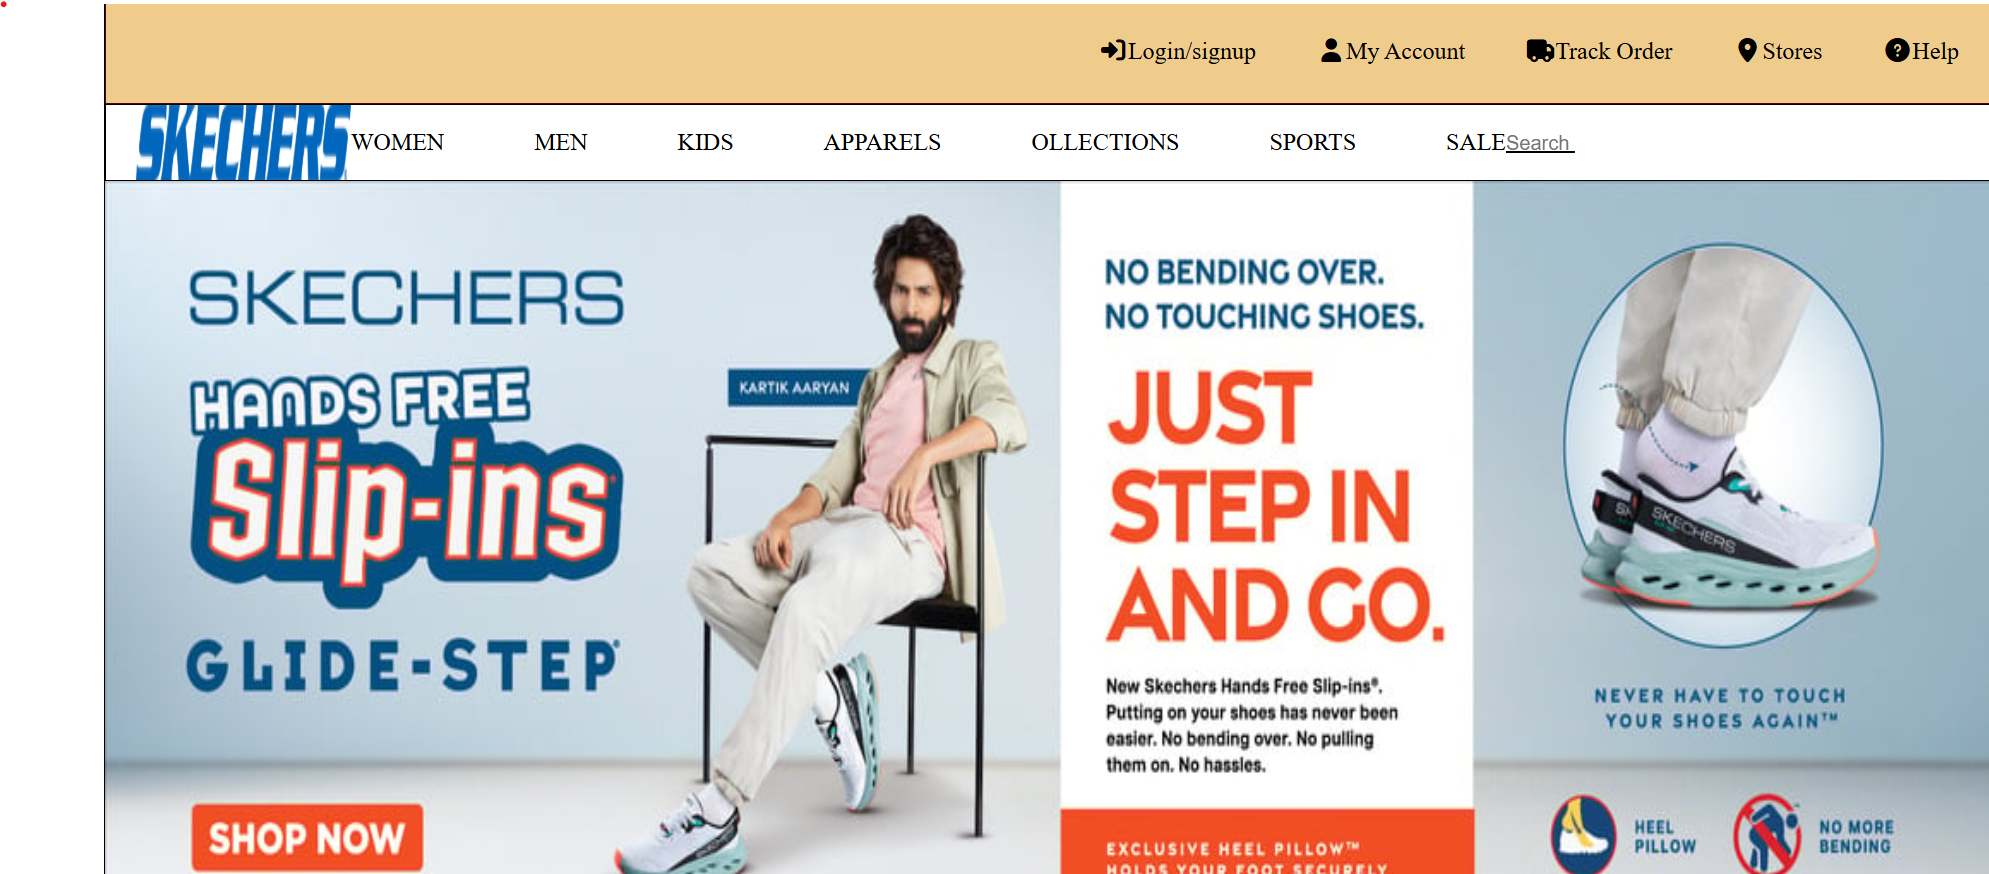 Login/signup My Account Track Order Stores Help
SKECHERS WOMEN MEN KIDS APPARELS OLLECTIONS SPORTS SALE Search
SKECHERS
HANDS FREE
Slip-ins
GLIDE-STEP
SHOP NOW
KARTIK AARYAN
NO BENDING OVER.
NO TOUCHING SHOES.
JUST
STEP IN
AND GO.
New Skechers Hands Free Slip-ins®.
Putting on your shoes has never been
easier. No bending over. No pulling
them on. No hassles.
EXCLUSIVE HEEL PILLOW™
HOLDS YOUR FOOT SECURELY
SKECHERS
NEVER HAVE TO TOUCH
YOUR SHOES AGAIN™
HEEL
PILLOW
NO MORE
BENDING